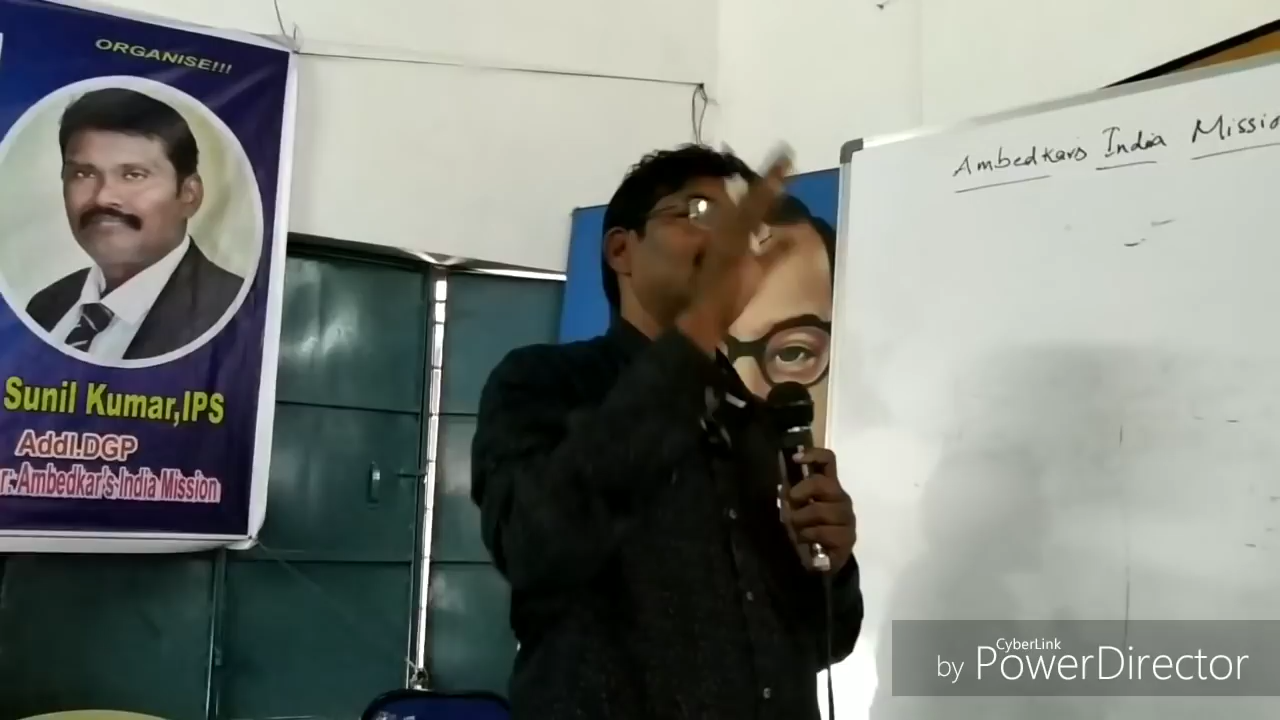 ORGANISE!!!
Sunil Kumar,IPS
Addl.DGP
Ambedkar's India Mission
Ambedkars India Missio
CyberLink
by PowerDirector